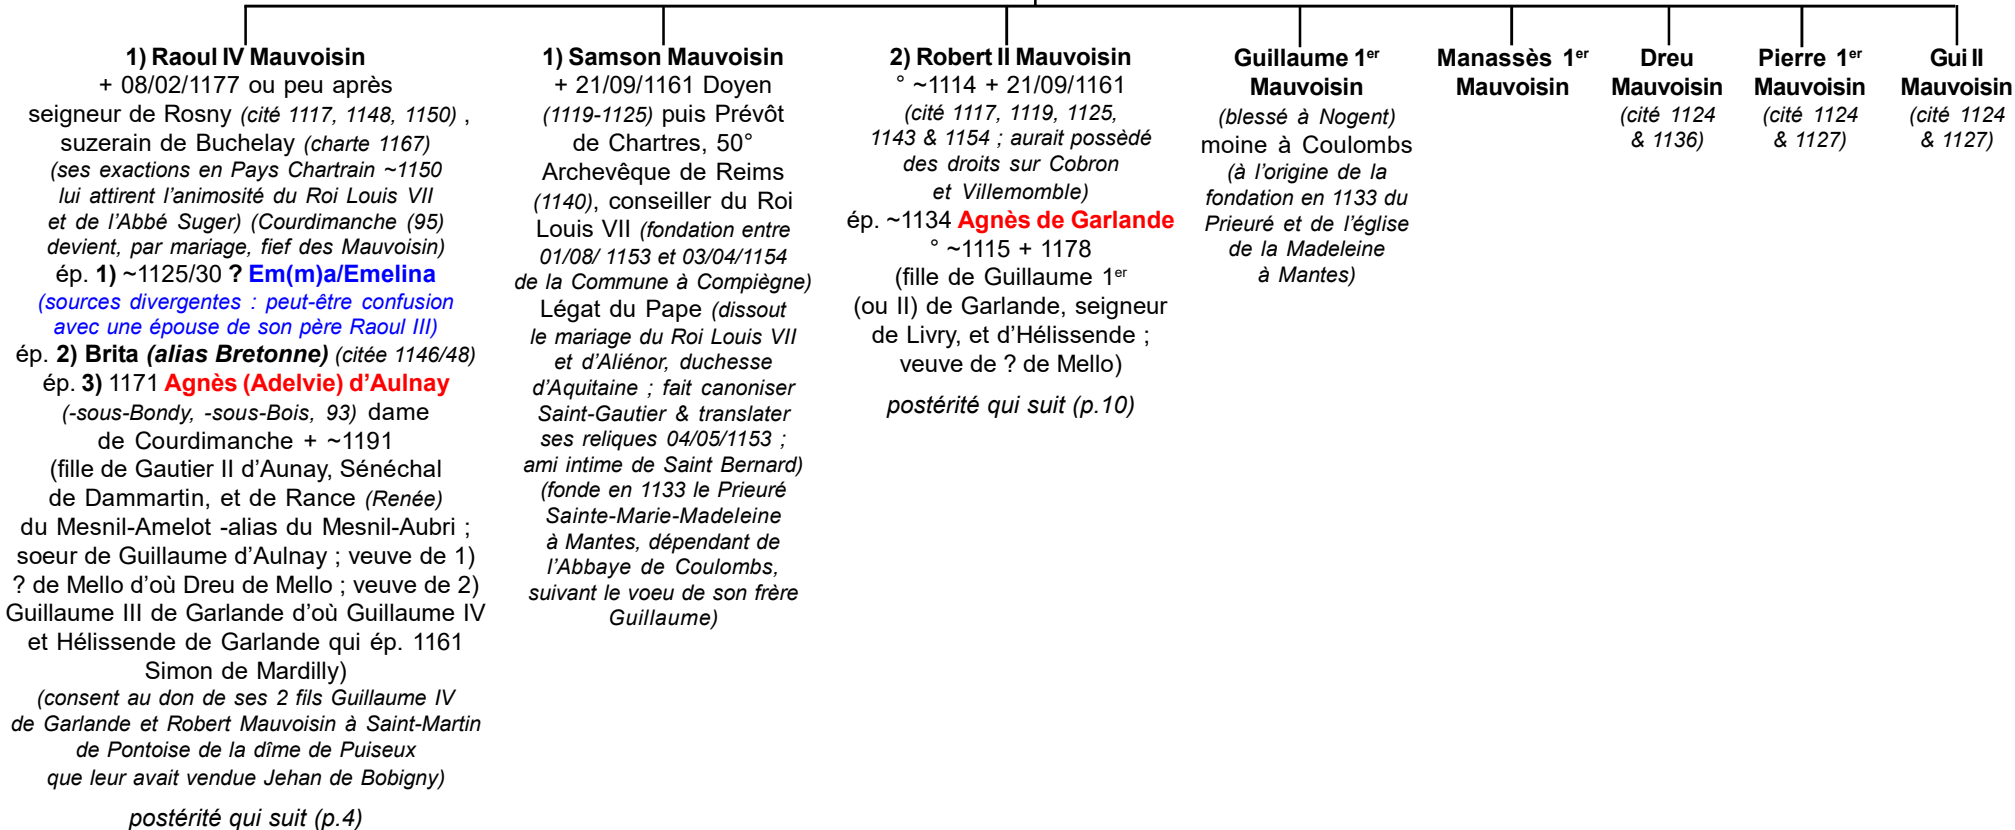 1) Raoul IV Mauvoisin
+ 08/02/1177 ou peu après
seigneur de Rosny (cité 1117, 1148, 1150) ,
suzerain de Buchelay (charte 1167)
(ses exactions en Pays Chartrain ~1150
lui attirent l'animosité du Roi Louis VII
et de l'Abbé Suger) (Courdimanche (95)
devient, par mariage, fief des Mauvoisin)
ép. 1) ~1125/30 ? Em(m)a/Emelina
(sources divergentes : peut-être confusion
avec une épouse de son père Raoul III)
ép. 2) Brita (alias Bretonne) (citée 1146/48)
ép. 3) 1171 Agnès (Adelvie) d'Aulnay
(-sous-Bondy, -sous-Bois, 93) dame
de Courdimanche + ~1191
(fille de Gautier II d'Aunay, Sénéchal
de Dammartin, et de Rance (Renée)
du Mesnil-Amelot -alias du Mesnil-Aubri ;
soeur de Guillaume d'Aulnay ; veuve de 1)
? de Mello d'où Dreu de Mello ; veuve de 2)
Guillaume III de Garlande d'où Guillaume IV
et Hélissende de Garlande qui ép. 1161
Simon de Mardilly)
(consent au don de ses 2 fils Guillaume IV
de Garlande et Robert Mauvoisin à Saint-Martin
de Pontoise de la dîme de Puiseux
que leur avait vendue Jehan de Bobigny)
postérité qui suit (p.4)
1) Samson Mauvoisin
+ 21/09/1161 Doyen
(1119-1125) puis Prévôt
de Chartres, 50°
Archevêque de Reims
(1140), conseiller du Roi
Louis VII (fondation entre
01/08/ 1153 et 03/04/1154
de la Commune à Compiègne)
Légat du Pape (dissout
le mariage du Roi Louis VII
et d'Aliénor, duchesse
d'Aquitaine ; fait canoniser
Saint-Gautier & translater
ses reliques 04/05/1153 ;
ami intime de Saint Bernard)
(fonde en 1133 le Prieuré
Sainte-Marie-Madeleine
à Mantes, dépendant de
l'Abbaye de Coulombs,
suivant le voeu de son frère
Guillaume)
2) Robert II Mauvoisin
° ~1114 + 21/09/1161
(cité 1117, 1119, 1125,
1143 & 1154 ; aurait possèdé
des droits sur Cobron
et Villemomble)
ép. ~1134 Agnès de Garlande
° ~1115 + 1178
(fille de Guillaume 1er
(ou II) de Garlande, seigneur
de Livry, et d'Hélissende ;
veuve de ? de Mello)
postérité qui suit (p.10)
Guillaume 1er
Mauvoisin
(blessé à Nogent)
moine à Coulombs
(à l'origine de la
fondation en 1133 du
Prieuré et de l'église
de la Madeleine
à Mantes)
Manassès 1er
Mauvoisin
Dreu
Mauvoisin
(cité 1124
& 1136)
Pierre 1er
Mauvoisin
(cité 1124
& 1127)
Gui II
Mauvoisin
(cité 1124
& 1127)